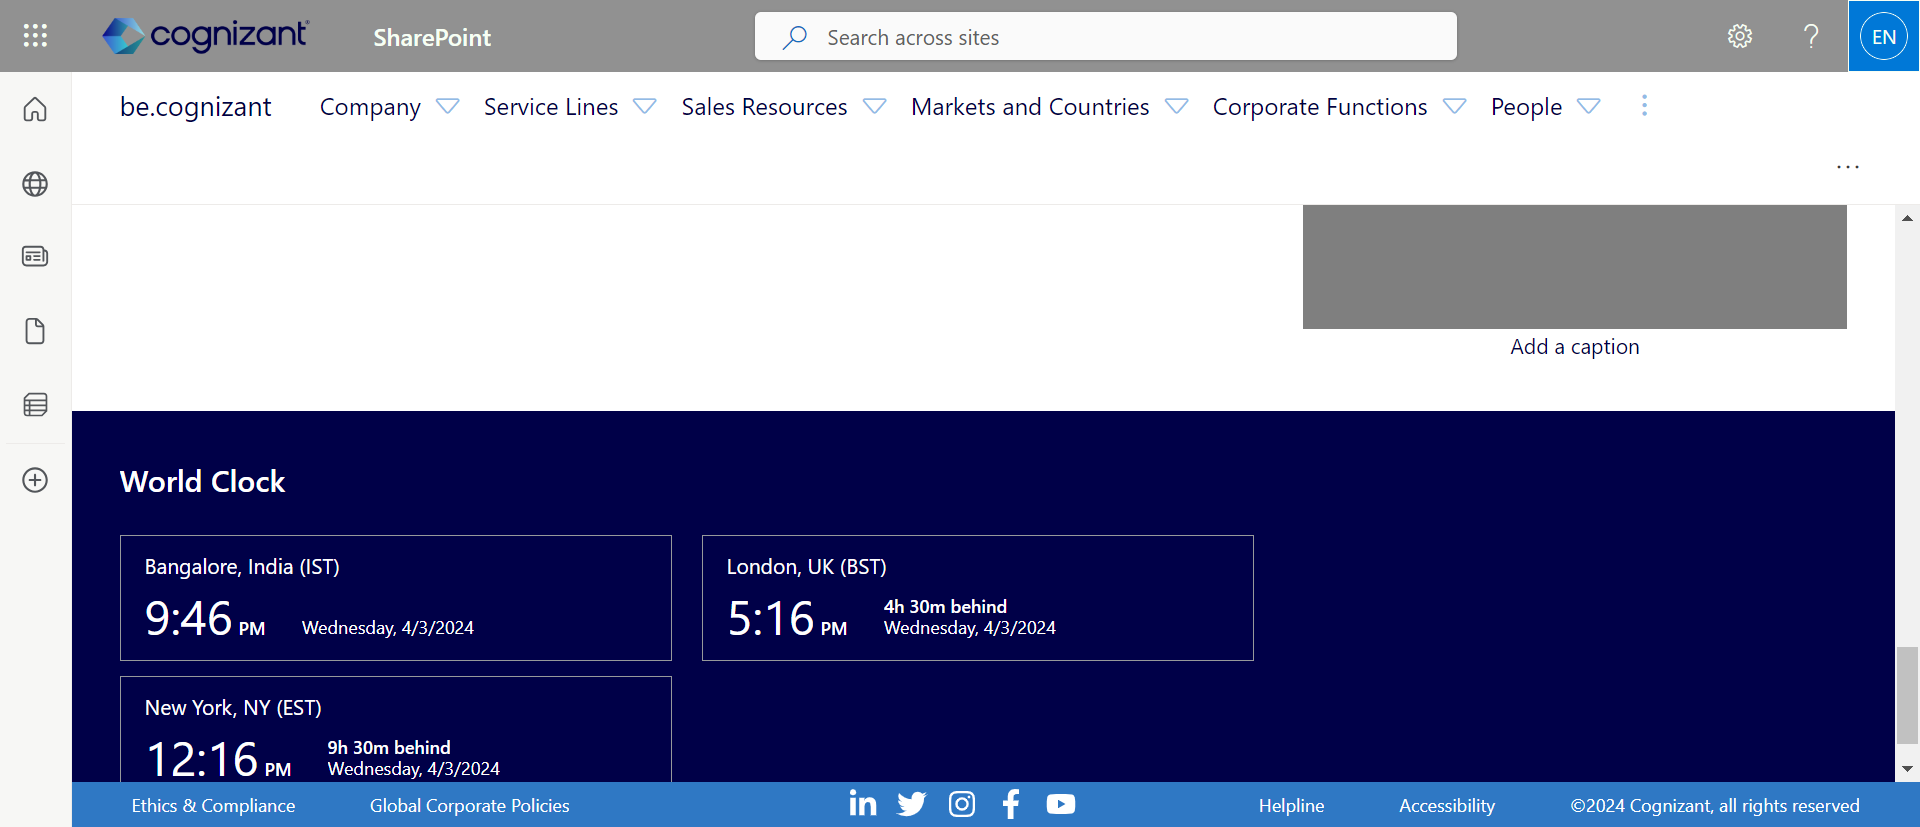 cognizant
SharePoint
Search across sites
EN
be.cognizant
Company
Service Lines
Sales Resources
Markets and Countries
Corporate Functions
People
Add a caption
World Clock
Bangalore, India (IST)
9:46 PM
Wednesday, 4/3/2024
London, UK (BST)
5:16 PM
4h 30m behind
Wednesday, 4/3/2024
New York, NY (EST)
12:16 PM
9h 30m behind
Wednesday, 4/3/2024
Ethics & Compliance
Global Corporate Policies
Helpline
Accessibility
©2024 Cognizant, all rights reserved